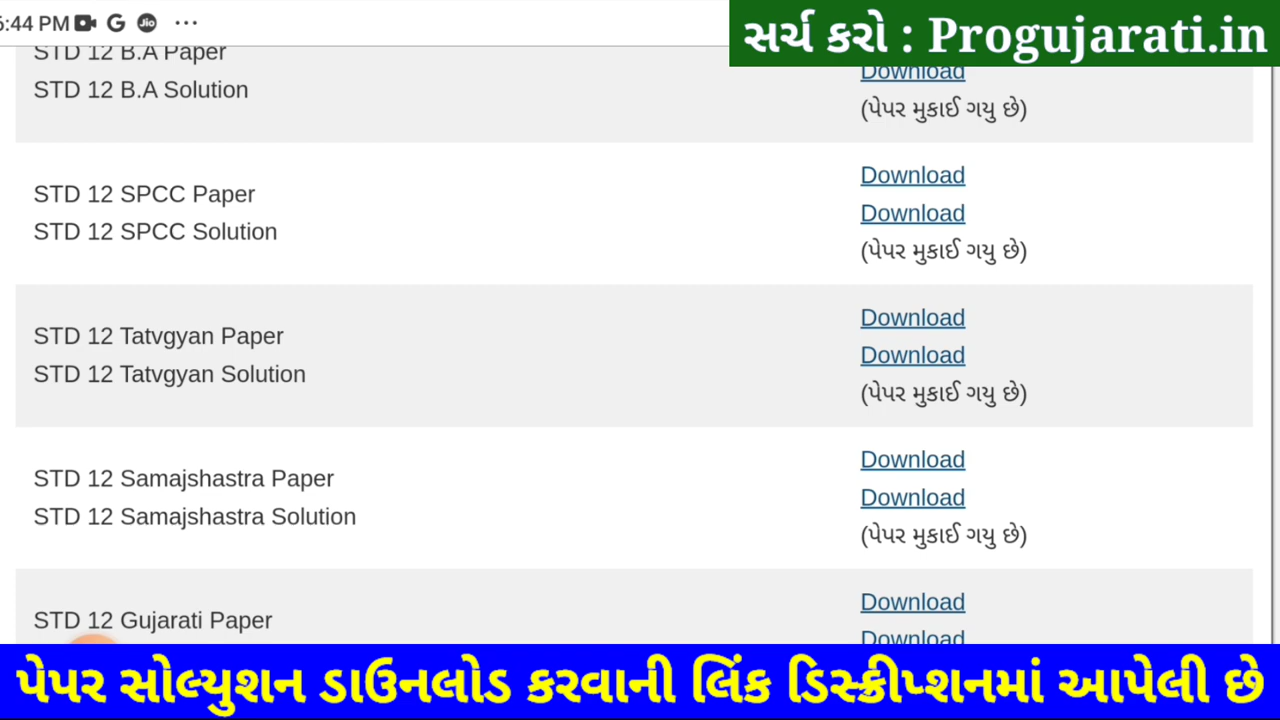 6:44 PM
સર્ચ કરો : Progujarati.in
STD 12 B.A Paper
STD 12 B.A Solution
Download
(પેપર મુકાઈ ગયુ છે)
STD 12 SPCC Paper
STD 12 SPCC Solution
Download
Download
(પેપર મુકાઈ ગયુ છે)
STD 12 Tatvgyan Paper
STD 12 Tatvgyan Solution
Download
Download
(પેપર મુકાઈ ગયુ છે)
STD 12 Samajshastra Paper
STD 12 Samajshastra Solution
Download
Download
(પેપર મુકાઈ ગયુ છે)
STD 12 Gujarati Paper
Download
Download
પેપર સોલ્યુશન ડાઉનલોડ કરવાની લિંક ડિસ્ક્રીપ્શનમાં આપેલી છે